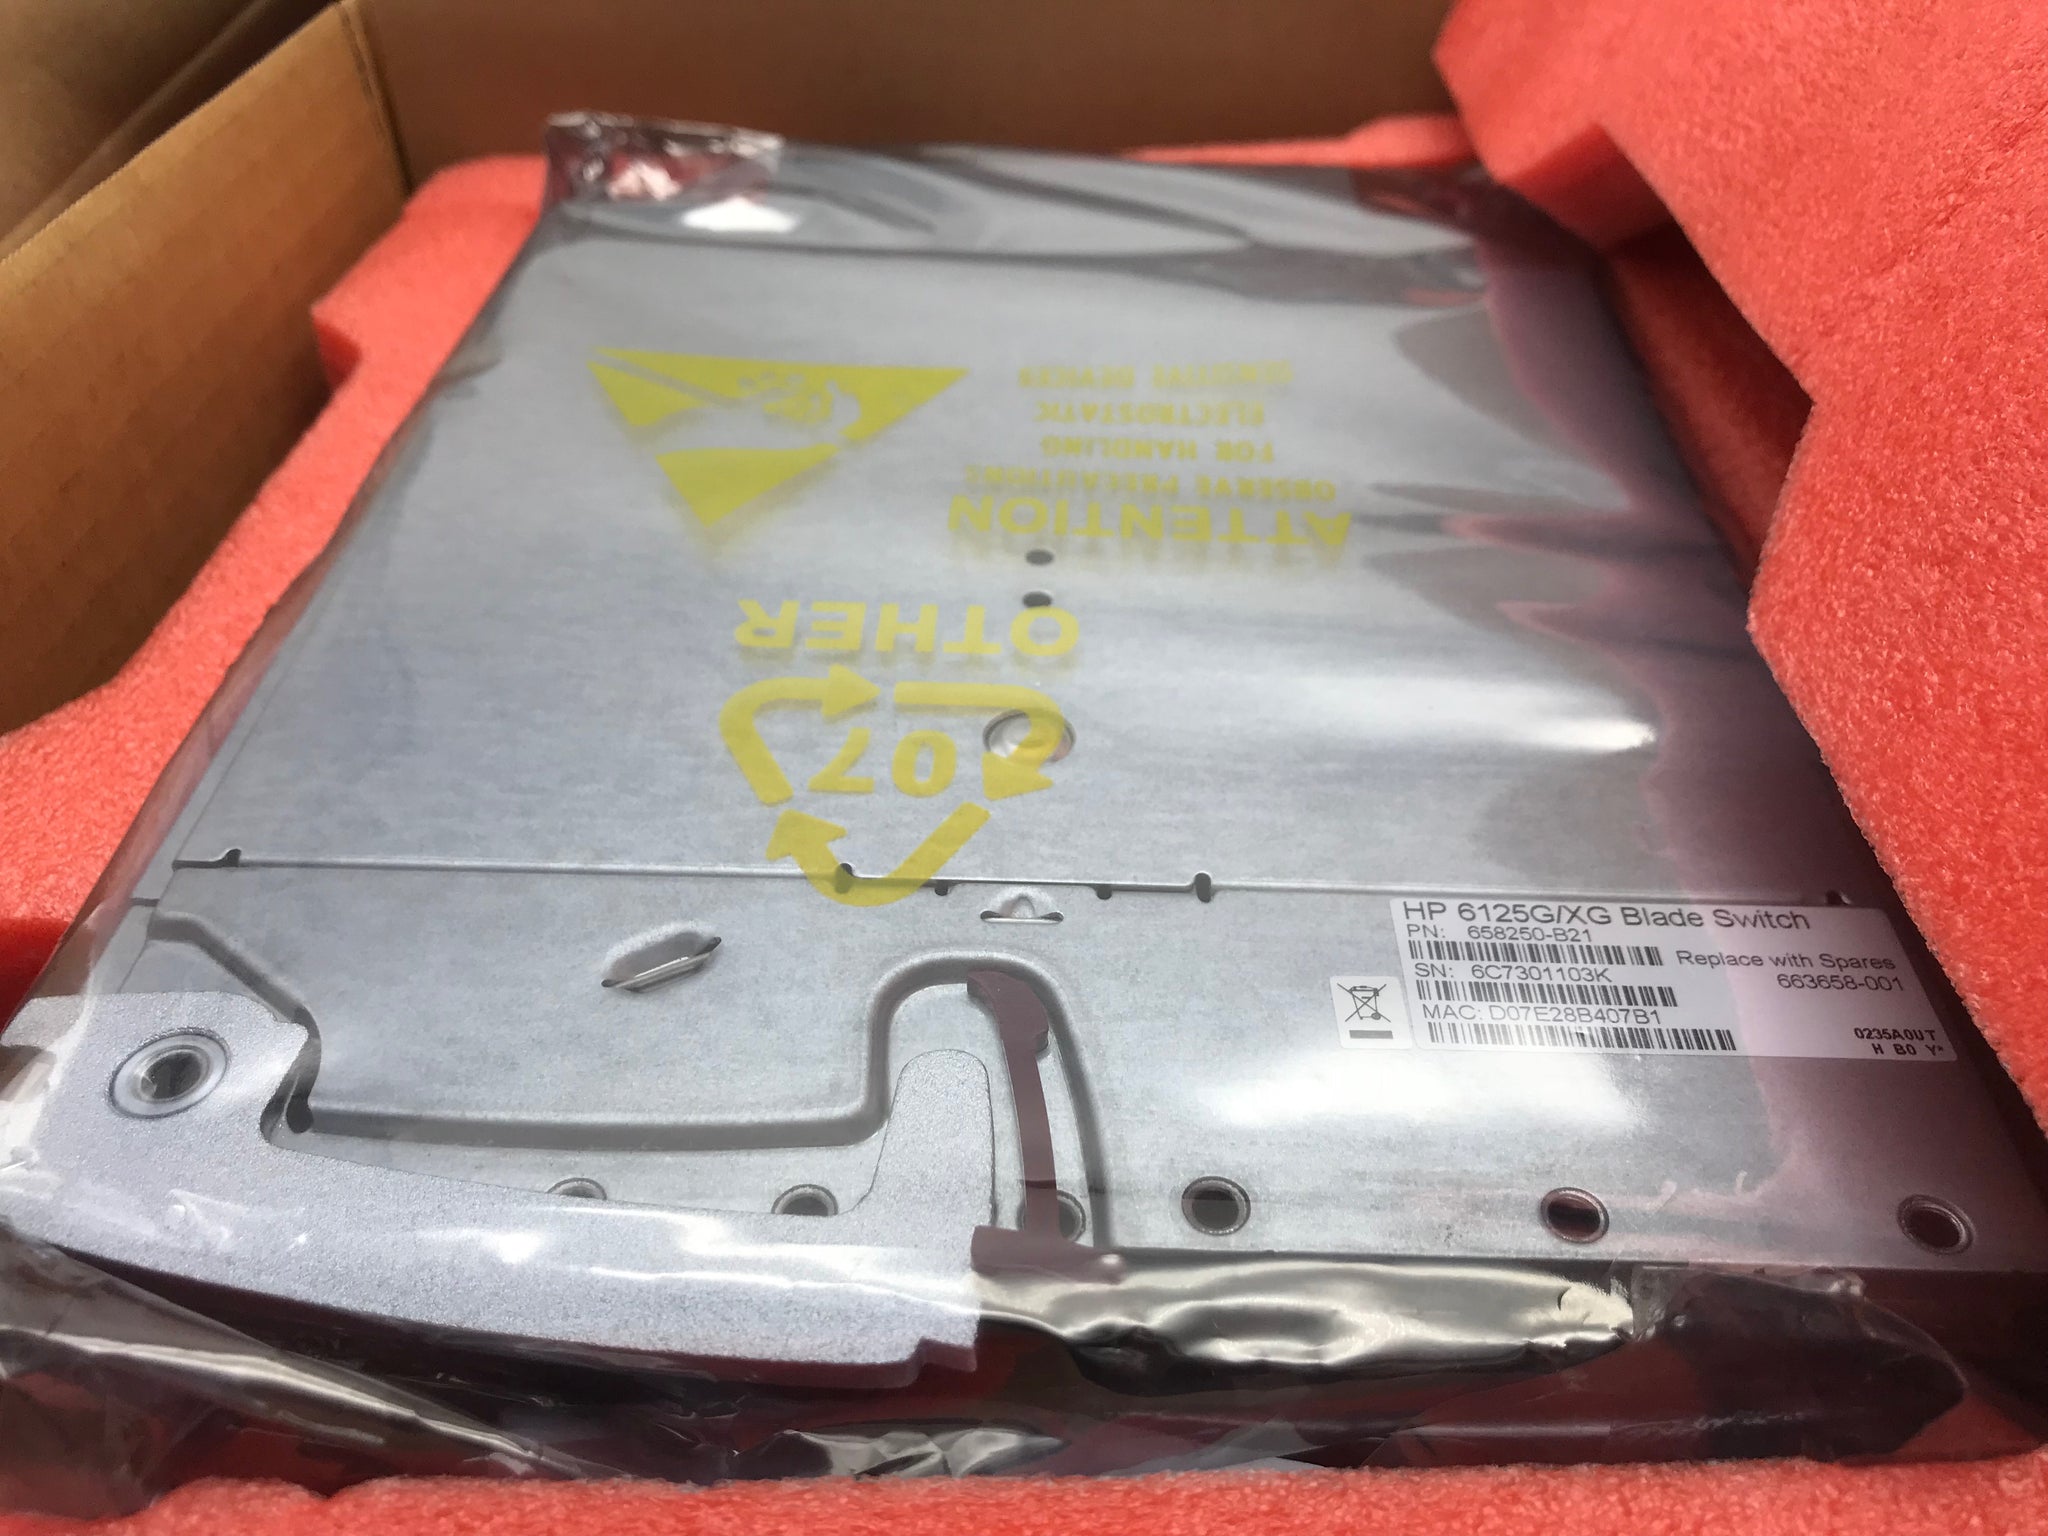 ATTENTION
OBSERVE PRECAUTIONS
FOR HANDLING
ELECTROSTATIC
SENSITIVE DEVICES
OTHER
07
HP 6125G/XG Blade Switch
PN: 658250-B21
Replace with Spares
663658-001
SN: 6C7301103K
MAC: D07E28B407B1
0235A0UT
H B0 Y*